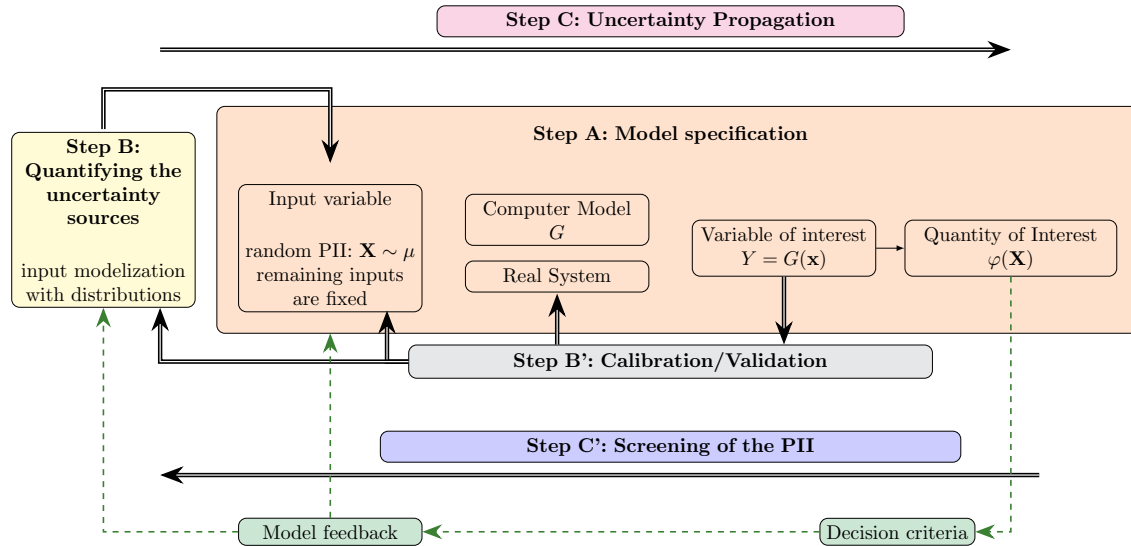 Step C: Uncertainty Propagation
Step A: Model specification
Step B:
Quantifying the
uncertainty
sources
input modelization
with distributions
Input variable
random PII: X ∼ μ
remaining inputs
are fixed
Computer Model
G
Real System
Variable of interest
Y = G(x)
Quantity of Interest
φ(X)
Step B’: Calibration/Validation
Step C’: Screening of the PII
Model feedback
Decision criteria